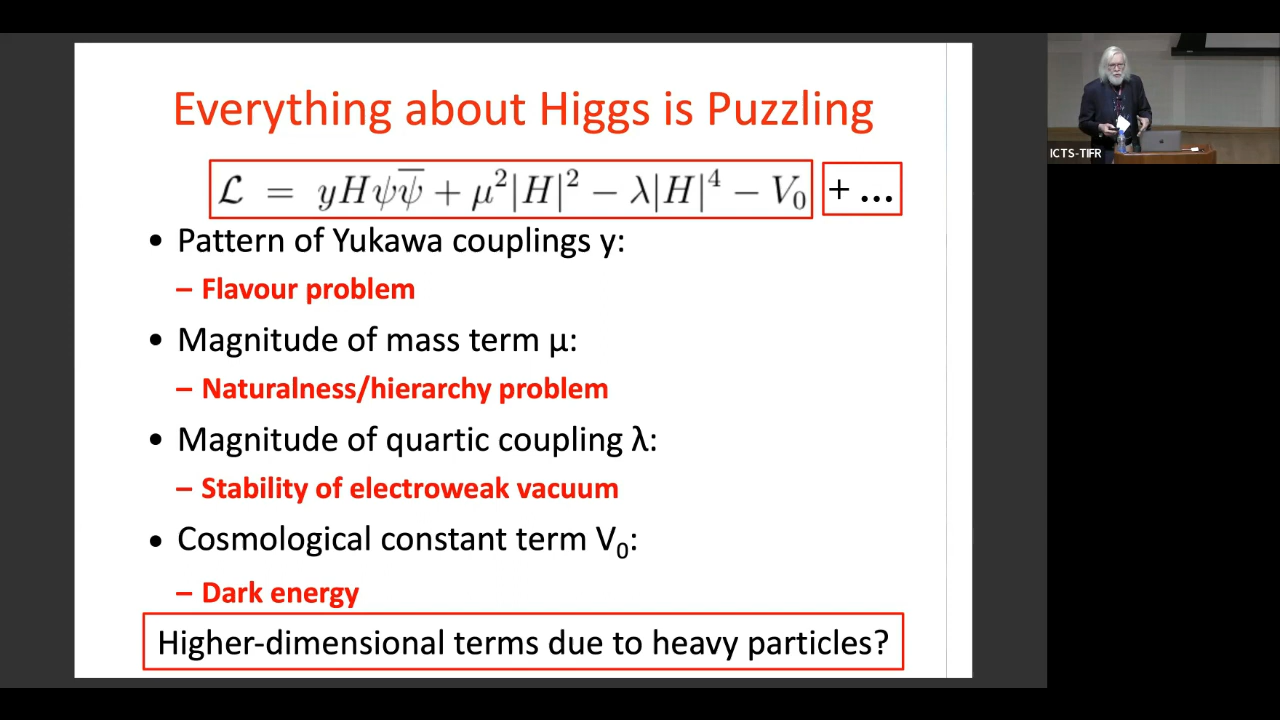 Everything about Higgs is Puzzling
ℒ = yHψψ̅ + μ²|H|² − λ|H|⁴ − V₀ + ...
• Pattern of Yukawa couplings y:
– Flavour problem
• Magnitude of mass term μ:
– Naturalness/hierarchy problem
• Magnitude of quartic coupling λ:
– Stability of electroweak vacuum
• Cosmological constant term V₀:
– Dark energy
Higher-dimensional terms due to heavy particles?
ICTS-TIFR